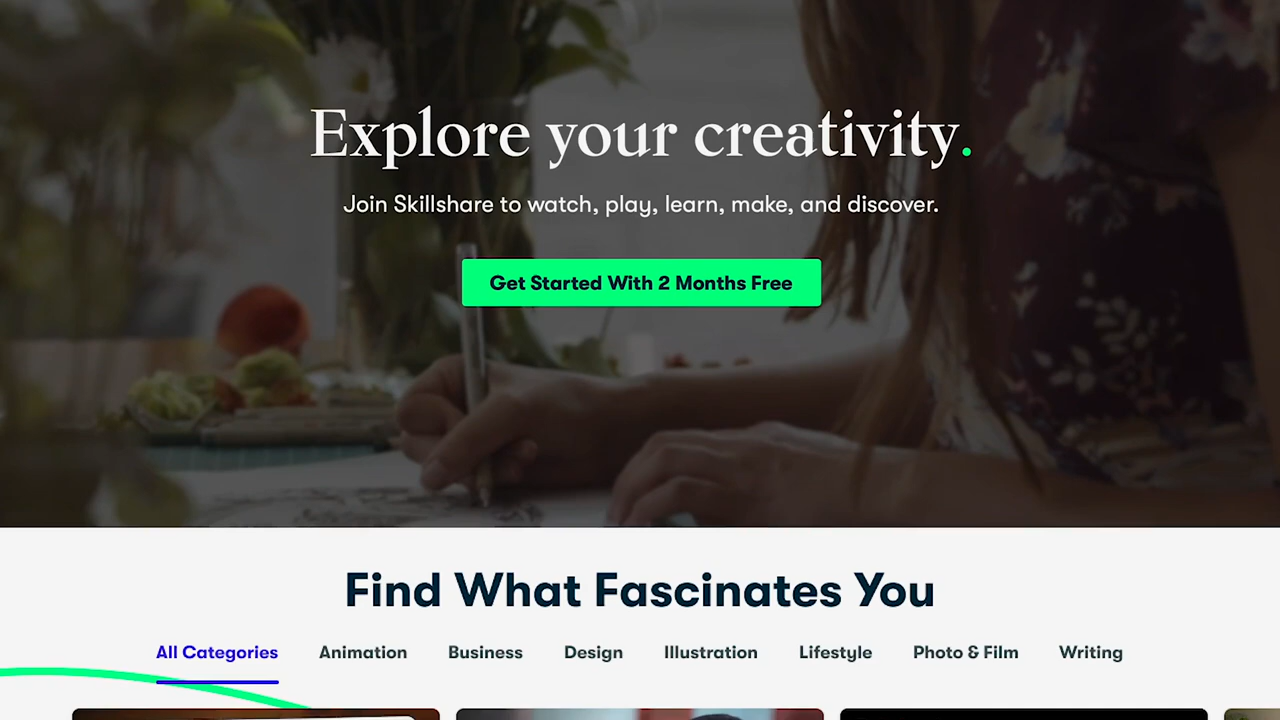 Explore your creativity.
Join Skillshare to watch, play, learn, make, and discover.
Get Started With 2 Months Free
Find What Fascinates You
All Categories Animation Business Design Illustration Lifestyle Photo & Film Writing